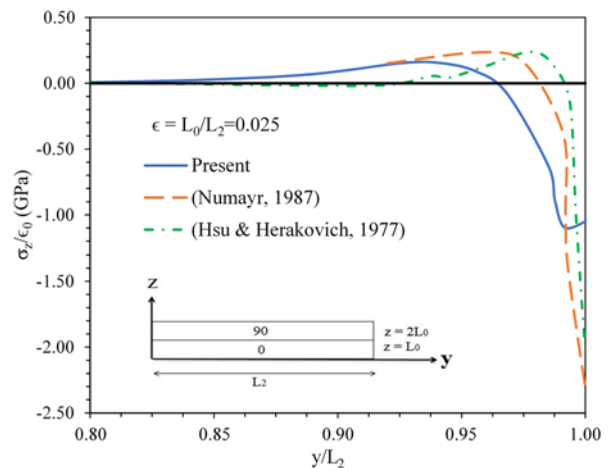 0.50
0.00
-0.50
-1.00
-1.50
-2.00
-2.50
σz/ϵ0 (GPa)
ϵ = L0/L2=0.025
Present
(Numayr, 1987)
(Hsu & Herakovich, 1977)
z
90
z = 2L0
0
z = L0
y
L2
0.80 0.85 0.90 0.95 1.00
y/L2